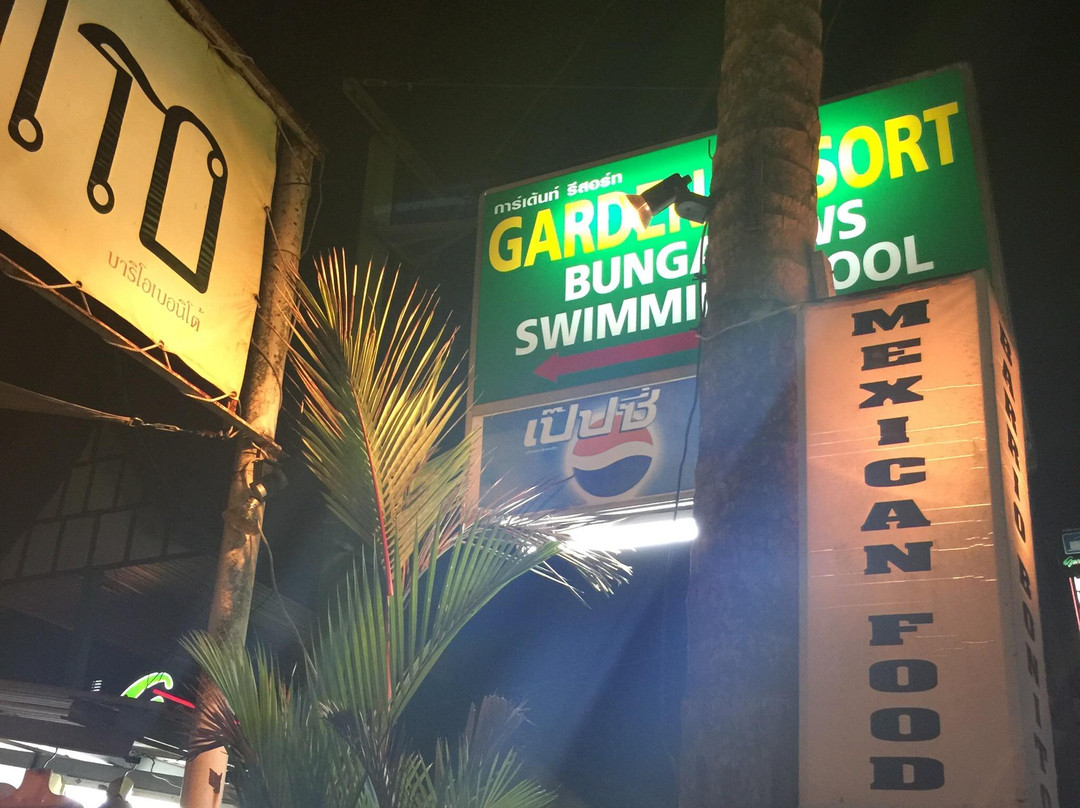 บาริโอเบอนิโต้
การ์เด้นท์ รีสอร์ท
GARDEN SORT
BUNGA WS
SWIMMI OOL
เป๊ปซี่
MEXICAN FOOD
BARRIO BONITO